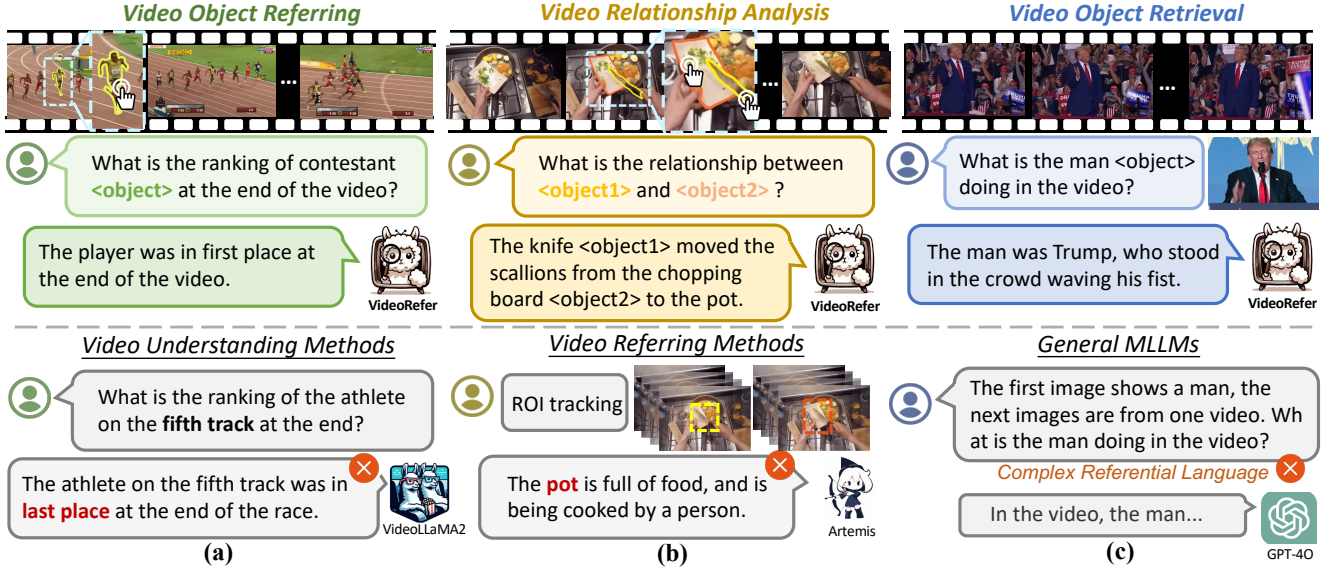 Video Object Referring
Video Relationship Analysis
Video Object Retrieval
What is the ranking of contestant
<object> at the end of the video?
The player was in first place at
the end of the video.
VideoRefer
What is the relationship between
<object1> and <object2> ?
The knife <object1> moved the
scallions from the chopping
board <object2> to the pot.
VideoRefer
What is the man <object>
doing in the video?
The man was Trump, who stood
in the crowd waving his fist.
VideoRefer
Video Understanding Methods
What is the ranking of the athlete
on the fifth track at the end?
The athlete on the fifth track was in
last place at the end of the race.
VideoLLaMA2
(a)
Video Referring Methods
ROI tracking
The pot is full of food, and is
being cooked by a person.
Artemis
(b)
General MLLMs
The first image shows a man, the
next images are from one video. Wh
at is the man doing in the video?
Complex Referential Language
In the video, the man...
GPT-4O
(c)